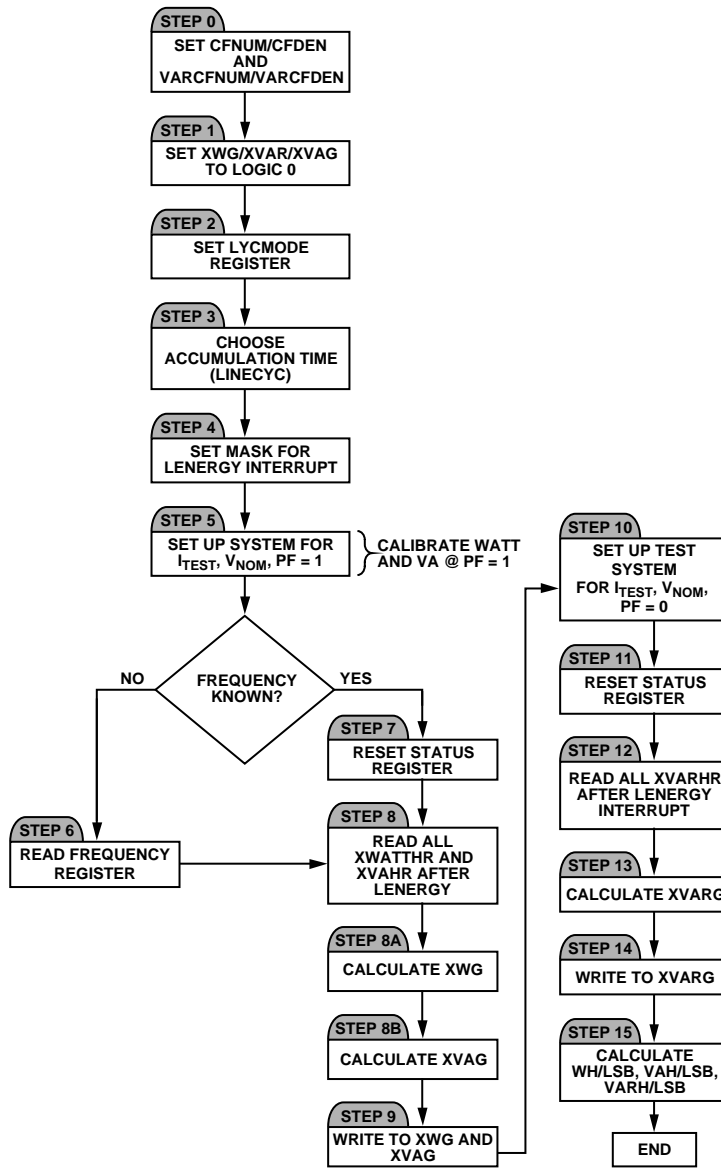 STEP 0
SET CFNUM/CFDEN
AND
VARCFNUM/VARCFDEN
STEP 1
SET XWG/XVAR/XVAG
TO LOGIC 0
STEP 2
SET LYCMODE
REGISTER
STEP 3
CHOOSE
ACCUMULATION TIME
(LINECYC)
STEP 4
SET MASK FOR
LENERGY INTERRUPT
STEP 5
SET UP SYSTEM FOR
I_TEST, V_NOM, PF = 1
CALIBRATE WATT
AND VA @ PF = 1
FREQUENCY
KNOWN?
NO
YES
STEP 6
READ FREQUENCY
REGISTER
STEP 7
RESET STATUS
REGISTER
STEP 8
READ ALL
XWATTHR AND
XVAHR AFTER
LENERGY
STEP 8A
CALCULATE XWG
STEP 8B
CALCULATE XVAG
STEP 9
WRITE TO XWG AND
XVAG
STEP 10
SET UP TEST
SYSTEM
FOR I_TEST, V_NOM,
PF = 0
STEP 11
RESET STATUS
REGISTER
STEP 12
READ ALL XVARHR
AFTER LENERGY
INTERRUPT
STEP 13
CALCULATE XVARG
STEP 14
WRITE TO XVARG
STEP 15
CALCULATE
WH/LSB, VAH/LSB,
VARH/LSB
END